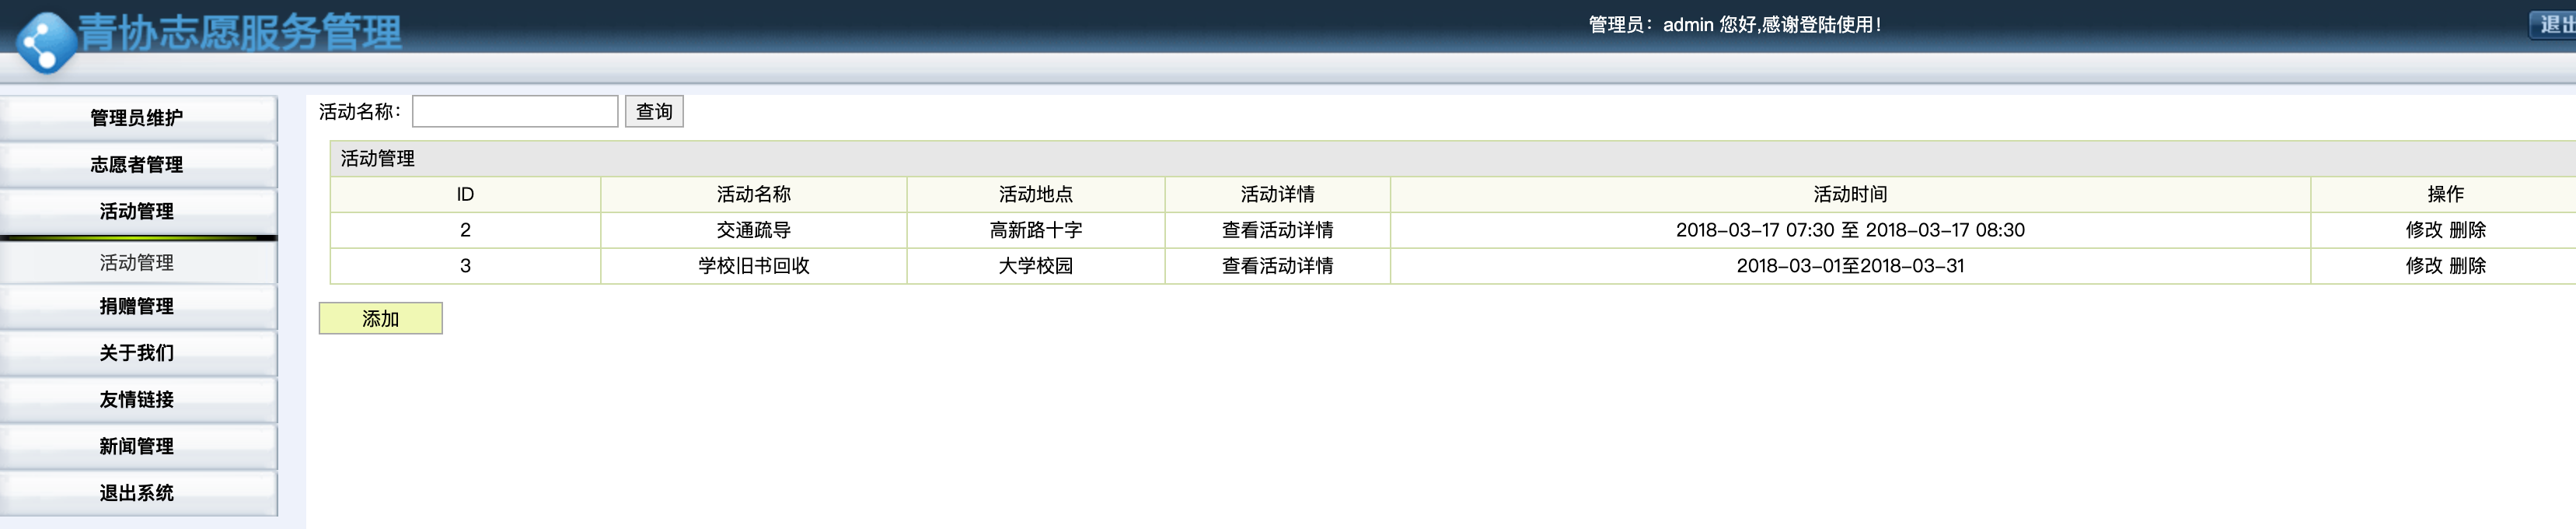 青协志愿服务管理
管理员：admin 您好,感谢登陆使用！
退出
管理员维护
志愿者管理
活动管理
活动管理
捐赠管理
关于我们
友情链接
新闻管理
退出系统
活动名称： 查询
活动管理
ID 活动名称 活动地点 活动详情 活动时间 操作
2 交通疏导 高新路十字 查看活动详情 2018-03-17 07:30 至 2018-03-17 08:30 修改 删除
3 学校旧书回收 大学校园 查看活动详情 2018-03-01至2018-03-31 修改 删除
添加